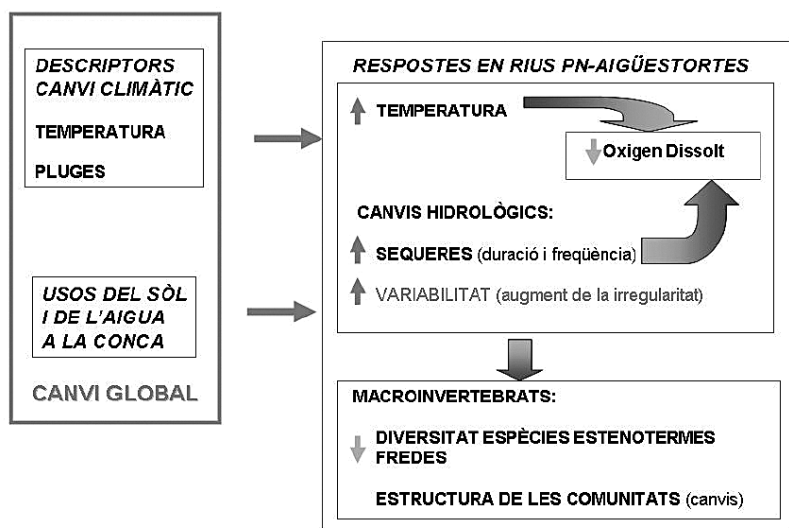 DESCRIPTORS
CANVI CLIMÀTIC
TEMPERATURA
PLUGES
USOS DEL SÒL
I DE L'AIGUA
A LA CONCA
CANVI GLOBAL
RESPOSTES EN RIUS PN-AIGÜESTORTES
TEMPERATURA
Oxigen Dissolt
CANVIS HIDROLÒGICS:
SEQUERES (duració i freqüència)
VARIABILITAT (augment de la irregularitat)
MACROINVERTEBRATS:
DIVERSITAT ESPÈCIES ESTENOTERMES
FREDES
ESTRUCTURA DE LES COMUNITATS (canvis)